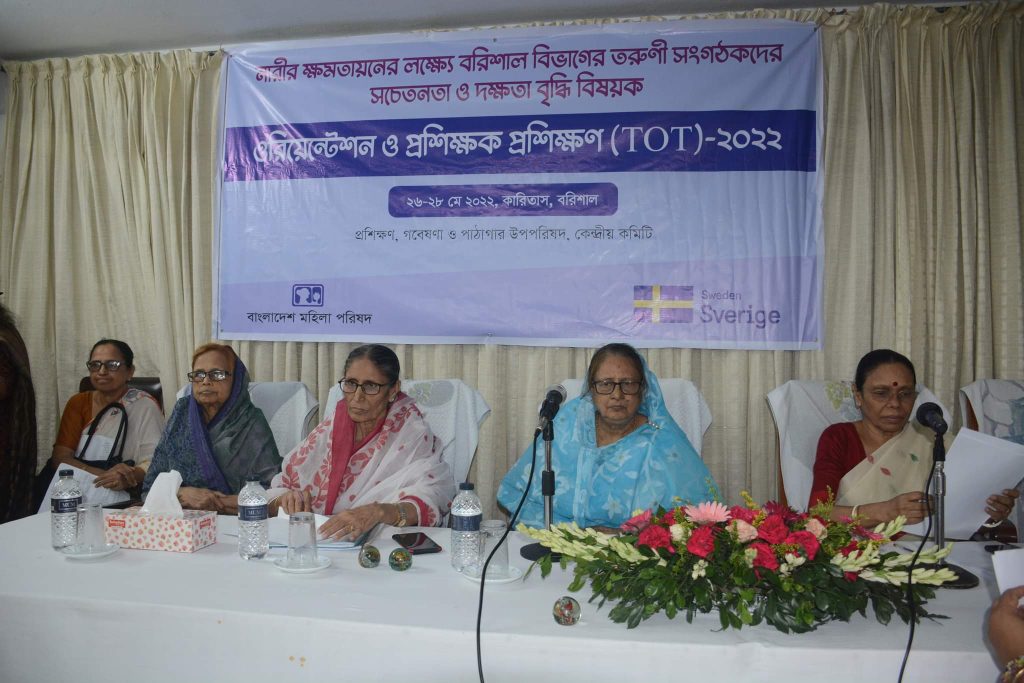 নারীর ক্ষমতায়নের লক্ষ্যে বরিশাল বিভাগের তরুণী সংগঠকদের
সচেতনতা ও দক্ষতা বৃদ্ধি বিষয়ক
ওরিয়েন্টেশন ও প্রশিক্ষক প্রশিক্ষণ (TOT)-২০২২
২৬-২৮ মে ২০২২, কারিতাস, বরিশাল
প্রশিক্ষণ, গবেষণা ও পাঠাগার উপপরিষদ, কেন্দ্রীয় কমিটি
বাংলাদেশ মহিলা পরিষদ
Sweden
Sverige